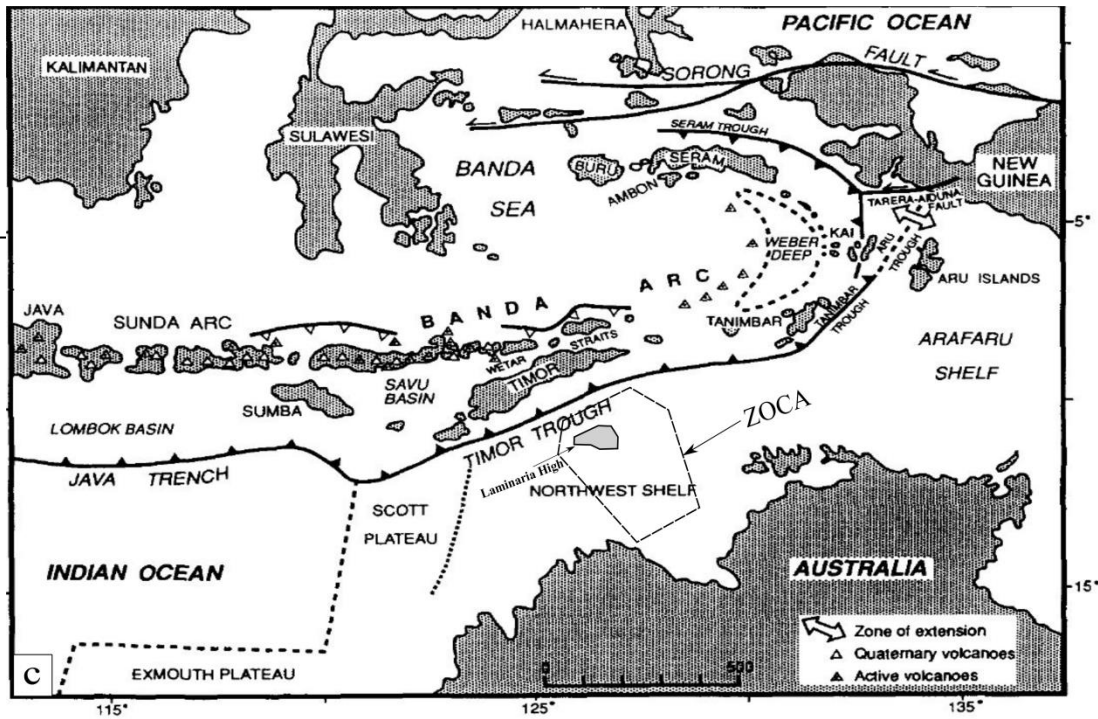 HALMAHERA
PACIFIC OCEAN
KALIMANTAN
SORONG
FAULT
SULAWESI
SERAM TROUGH
BANDA
SEA
BURU
SERAM
AMBON
NEW
GUINEA
TARERA-AIDUNA
FAULT
5°
WEBER
DEEP
KAI
ARU
TROUGH
ARU ISLANDS
JAVA
SUNDA ARC
BANDA
ARC
TANIMBAR
TANIMBAR
TROUGH
ARAFARU
SHELF
WETAR
STRAITS
TIMOR
SAVU
BASIN
SUMBA
LOMBOK BASIN
TIMOR TROUGH
ZOCA
JAVA TRENCH
Laminaria High
NORTHWEST SHELF
SCOTT
PLATEAU
INDIAN OCEAN
AUSTRALIA
15°
EXMOUTH PLATEAU
0
500
Zone of extension
Quaternary volcanoes
Active volcanoes
c
115°
125°
135°